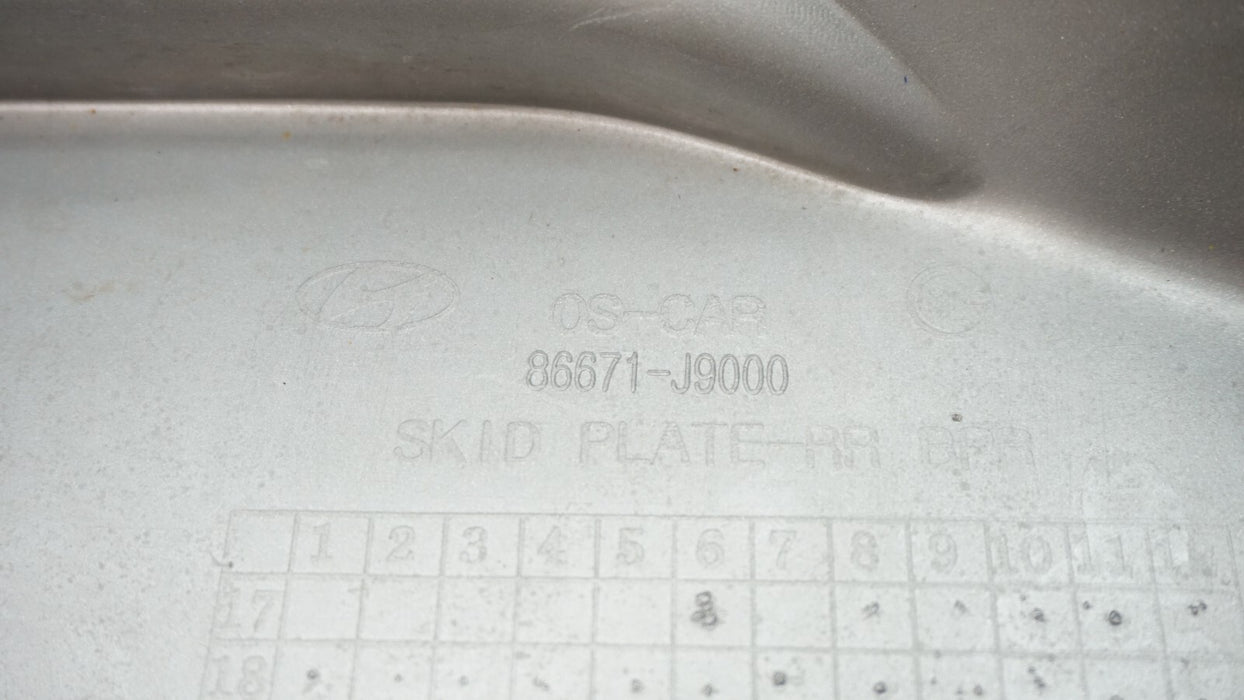 OS-CAR
86671-J9000
SKID PLATE-RR BPR
1 2 3 4 5 6 7 8 9 10 11 12
17
18